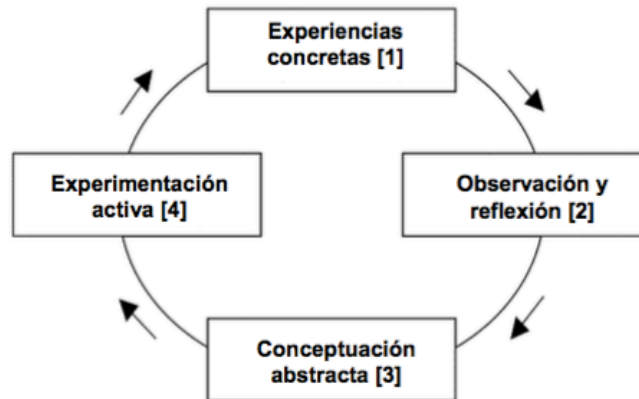 Experiencias
concretas [1]
Observación y
reflexión [2]
Conceptuación
abstracta [3]
Experimentación
activa [4]